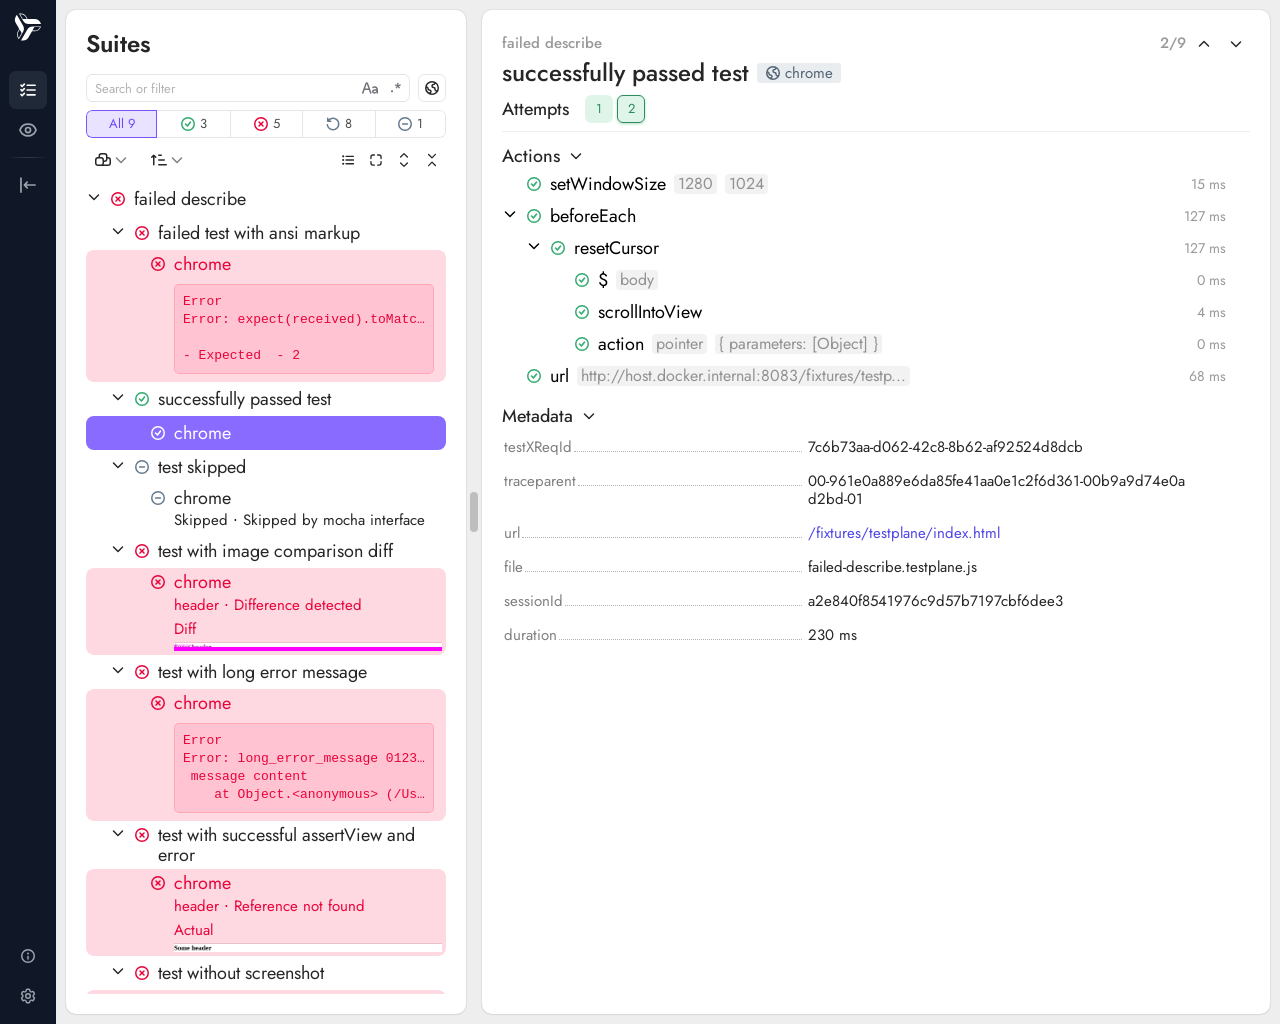 Suites
Search or filter
Aa .*
All 9
3
5
8
1
failed describe
failed test with ansi markup
chrome
Error
Error: expect(received).toMatc…
- Expected  - 2
successfully passed test
chrome
test skipped
chrome
Skipped · Skipped by mocha interface
test with image comparison diff
chrome
header · Difference detected
Diff
test with long error message
chrome
Error
Error: long_error_message 0123…
message content
at Object.<anonymous> (/Us…
test with successful assertView and
error
chrome
header · Reference not found
Actual
Some header
test without screenshot
failed describe
2/9
successfully passed test chrome
Attempts 1 2
Actions
setWindowSize 1280 1024 15 ms
beforeEach 127 ms
resetCursor 127 ms
$ body 0 ms
scrollIntoView 4 ms
action pointer { parameters: [Object] } 0 ms
url http://host.docker.internal:8083/fixtures/testp… 68 ms
Metadata
testXReqId 7c6b73aa-d062-42c8-8b62-af92524d8dcb
traceparent 00-961e0a889e6da85fe41aa0e1c2f6d361-00b9a9d74e0a
d2bd-01
url /fixtures/testplane/index.html
file failed-describe.testplane.js
sessionId a2e840f8541976c9d57b7197cbf6dee3
duration 230 ms